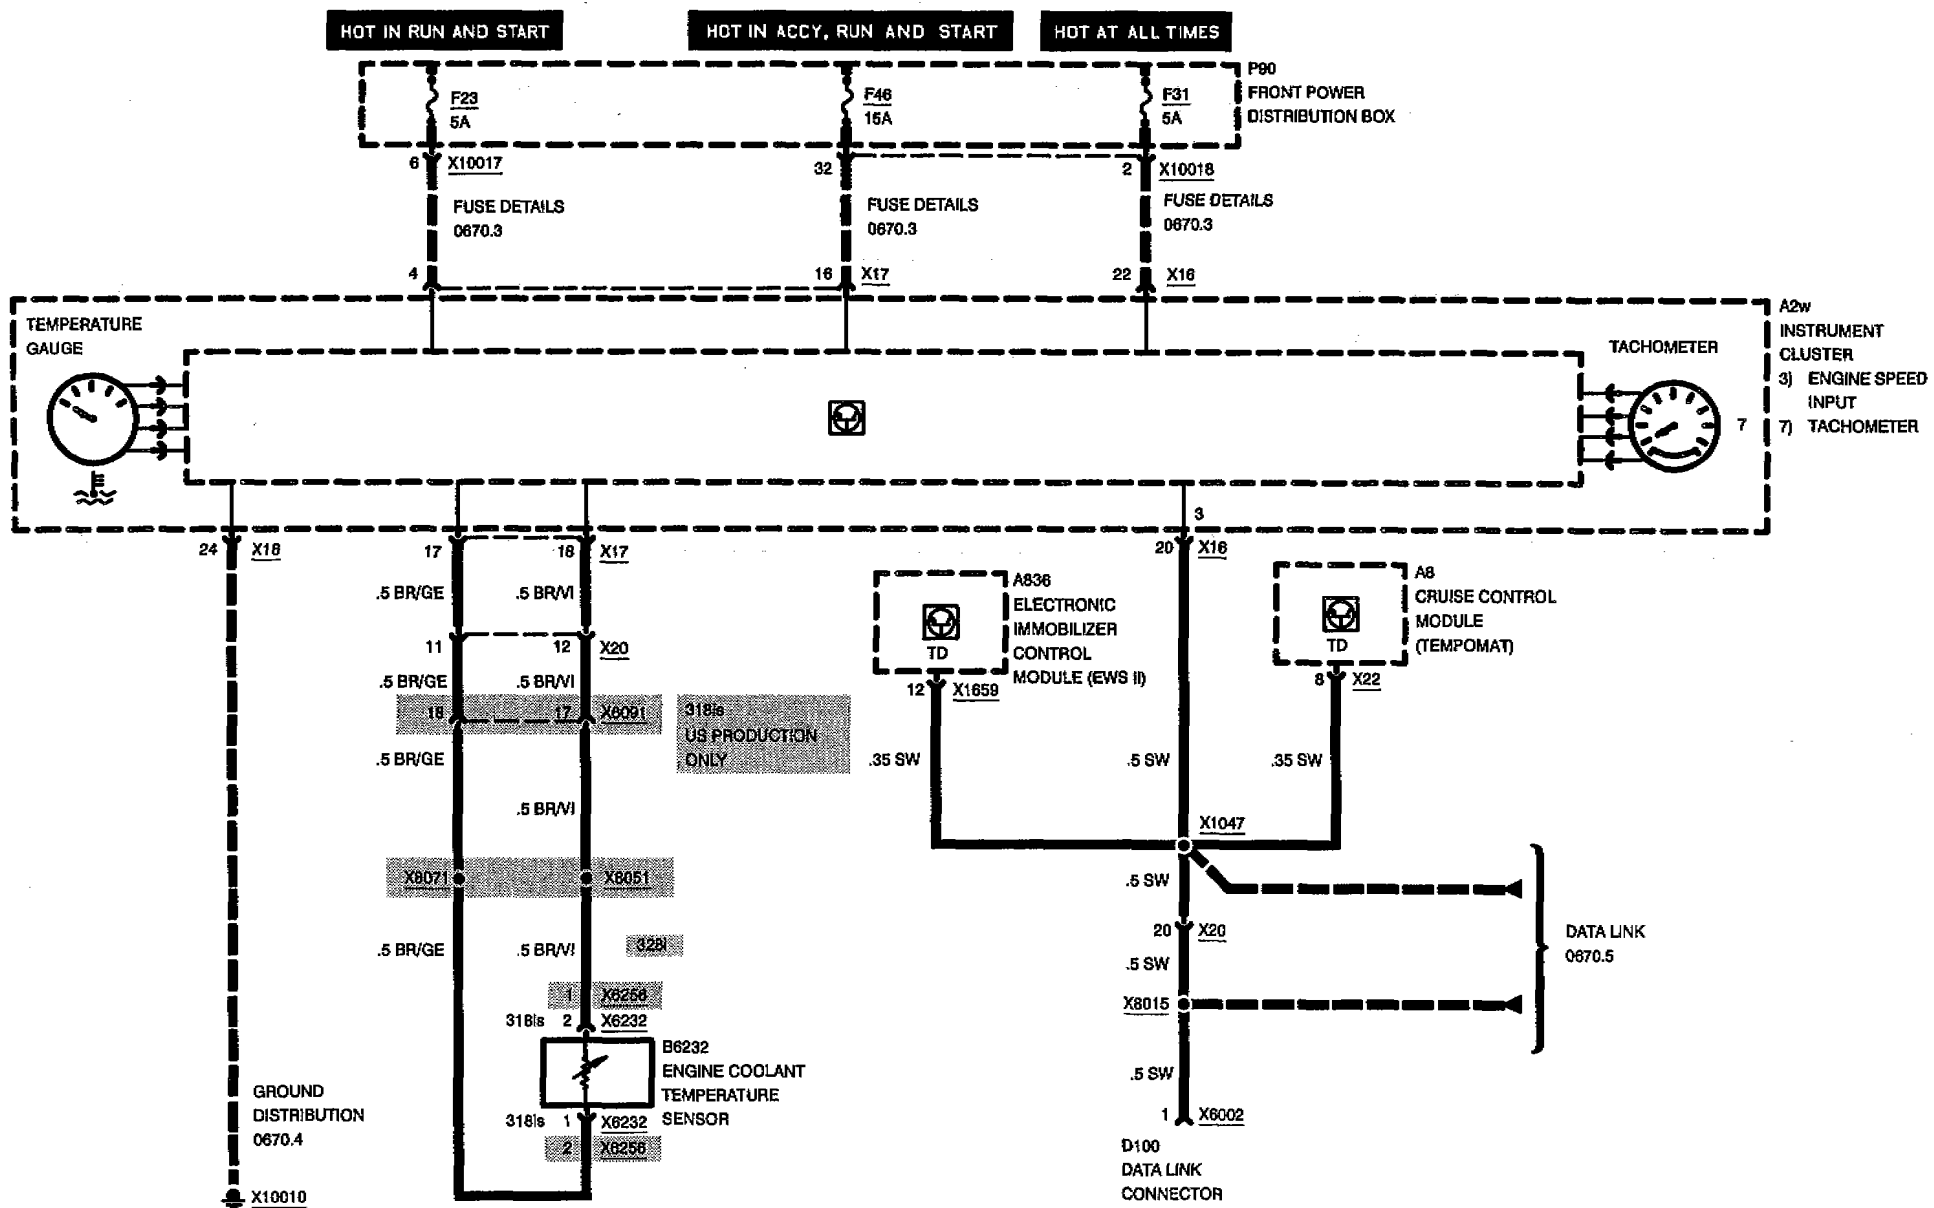 HOT IN RUN AND START
HOT IN ACCY, RUN AND START
HOT AT ALL TIMES
P90
FRONT POWER
DISTRIBUTION BOX
F23
5A
F46
15A
F31
5A
6 X10017
32
2 X10018
FUSE DETAILS
0670.3
FUSE DETAILS
0670.3
FUSE DETAILS
0670.3
4
16 X17
22 X16
TEMPERATURE
GAUGE
TACHOMETER
7
A2w
INSTRUMENT
CLUSTER
3) ENGINE SPEED
INPUT
7) TACHOMETER
3
24 X16
17
18 X17
20 X16
.5 BR/GE
.5 BR/VI
11
12 X20
.5 BR/GE
.5 BR/VI
18
17 X6091
318is
US PRODUCTION
ONLY
A836
ELECTRONIC
IMMOBILIZER
CONTROL
MODULE (EWS II)
TD
12 X1659
A8
CRUISE CONTROL
MODULE
(TEMPOMAT)
TD
8 X22
.5 BR/GE
.5 BR/VI
.35 SW
.5 SW
.35 SW
X1047
X8071
X8051
.5 SW
.5 BR/GE
.5 BR/VI
328i
20 X20
DATA LINK
0670.5
.5 SW
1 X6256
318is 2 X6232
X8015
B6232
ENGINE COOLANT
TEMPERATURE
SENSOR
318is 1 X6232
2 X6256
.5 SW
1 X6002
GROUND
DISTRIBUTION
0670.4
D100
DATA LINK
CONNECTOR
X10010